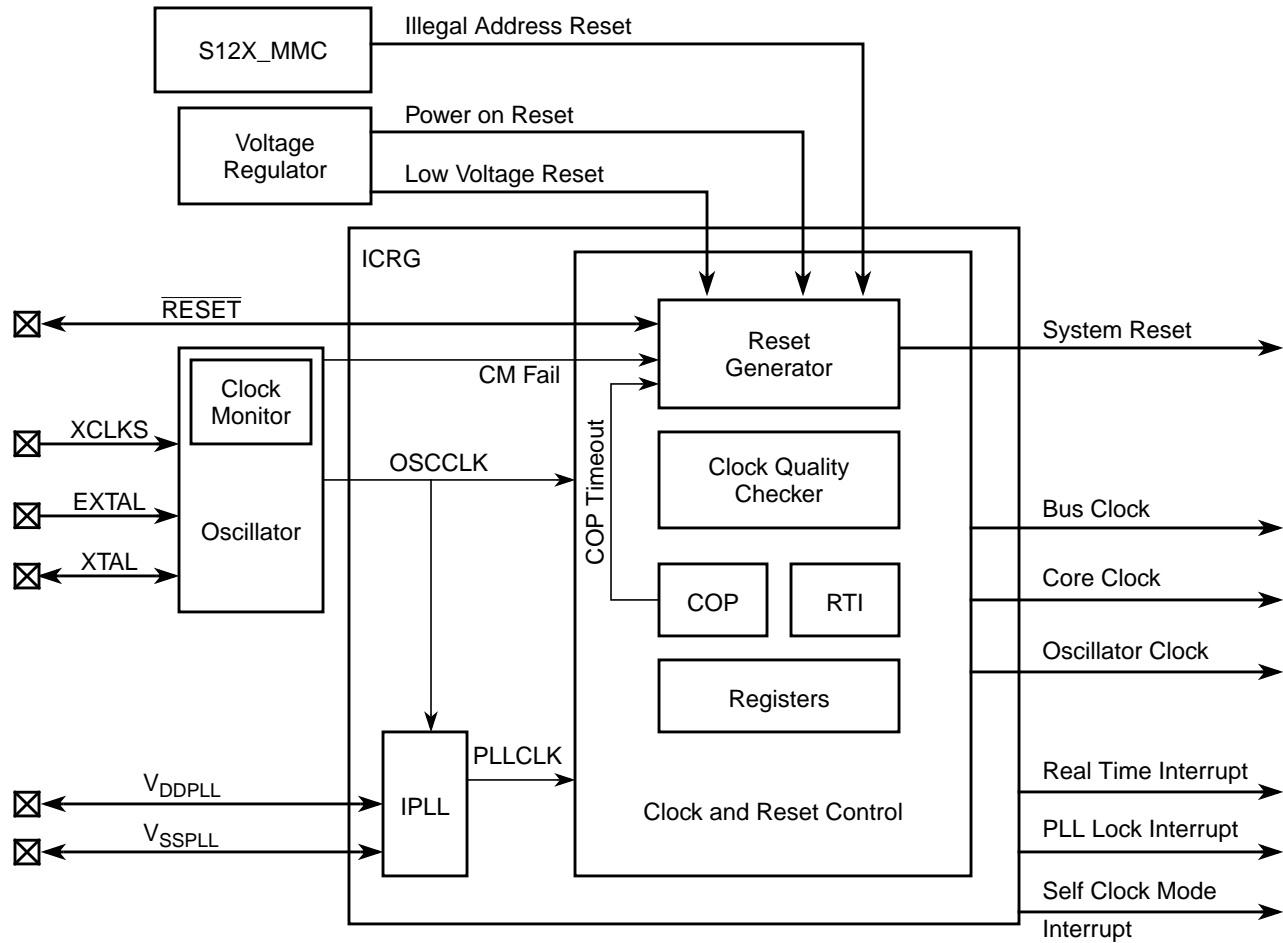 Illegal Address Reset
S12X_MMC
Power on Reset
Voltage
Regulator
Low Voltage Reset
ICRG
RESET
Reset
Generator
System Reset
CM Fail
Clock
Monitor
XCLKS
OSCCLK
COP Timeout
Clock Quality
Checker
EXTAL
Oscillator
Bus Clock
XTAL
COP
RTI
Core Clock
Oscillator Clock
Registers
PLLCLK
Real Time Interrupt
VDDPLL
IPLL
Clock and Reset Control
PLL Lock Interrupt
VSSPLL
Self Clock Mode
Interrupt